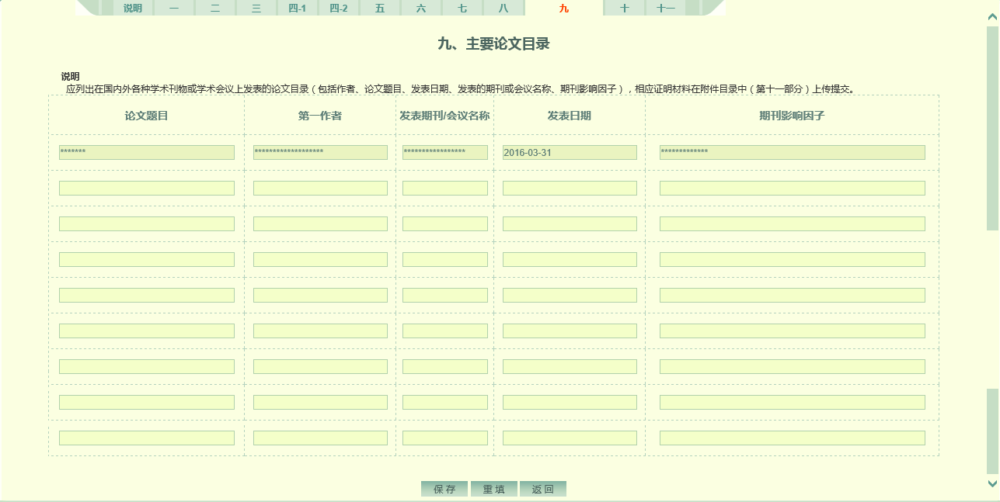 说明 一 二 三 四-1 四-2 五 六 七 八 九 十 十一
九、主要论文目录
说明
应列出在国内外各种学术刊物或学术会议上发表的论文目录（包括作者、论文题目、发表日期、发表的期刊或会议名称、期刊影响因子），相应证明材料在附件目录中（第十一部分）上传提交。
论文题目 第一作者 发表期刊/会议名称 发表日期 期刊影响因子
******* ****************** ***************** 2016-03-31 *************
保 存 重 填 返 回